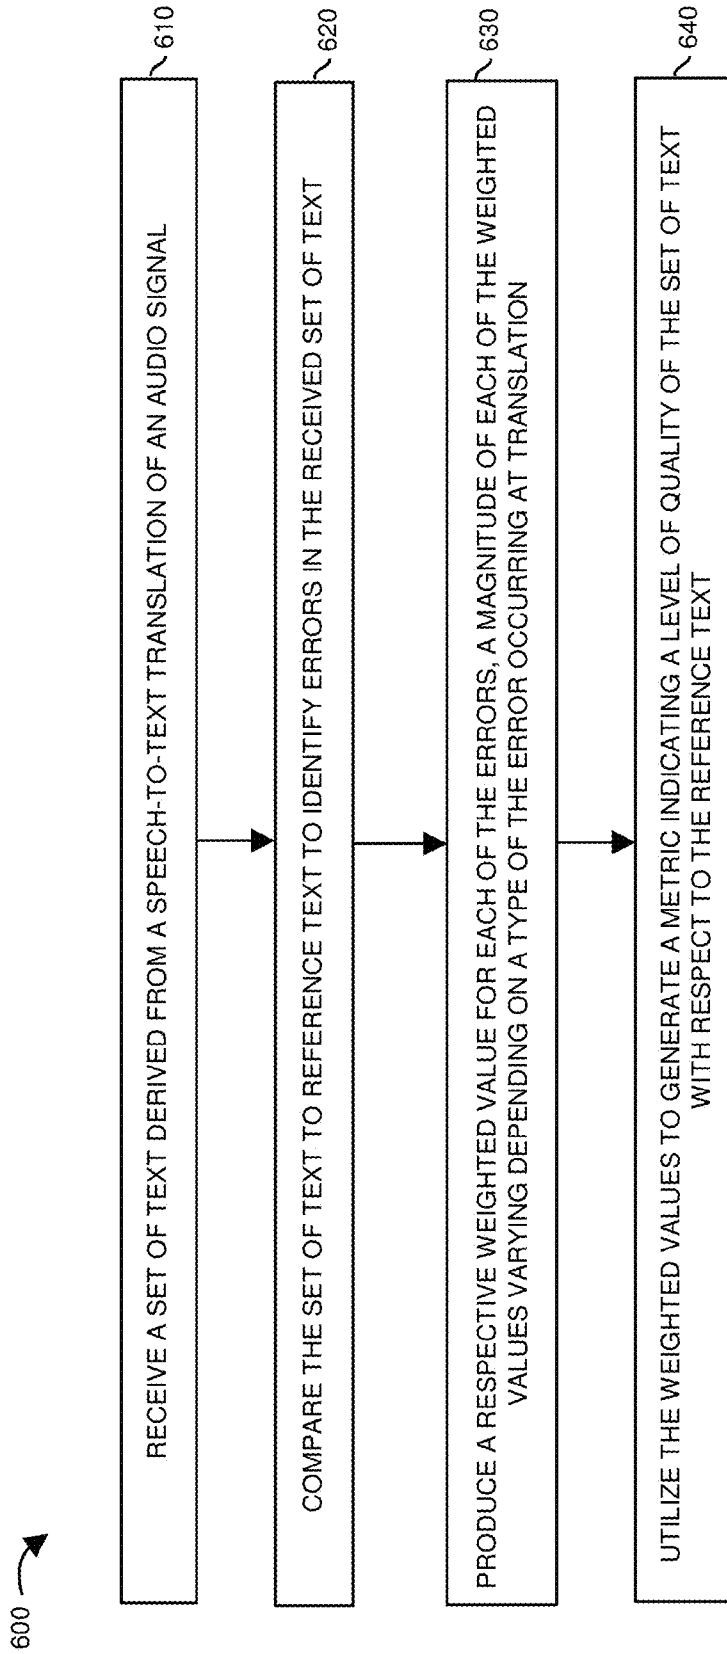 600
RECEIVE A SET OF TEXT DERIVED FROM A SPEECH-TO-TEXT TRANSLATION OF AN AUDIO SIGNAL
610
COMPARE THE SET OF TEXT TO REFERENCE TEXT TO IDENTIFY ERRORS IN THE RECEIVED SET OF TEXT
620
PRODUCE A RESPECTIVE WEIGHTED VALUE FOR EACH OF THE ERRORS, A MAGNITUDE OF EACH OF THE WEIGHTED
VALUES VARYING DEPENDING ON A TYPE OF THE ERROR OCCURRING AT TRANSLATION
630
UTILIZE THE WEIGHTED VALUES TO GENERATE A METRIC INDICATING A LEVEL OF QUALITY OF THE SET OF TEXT
WITH RESPECT TO THE REFERENCE TEXT
640